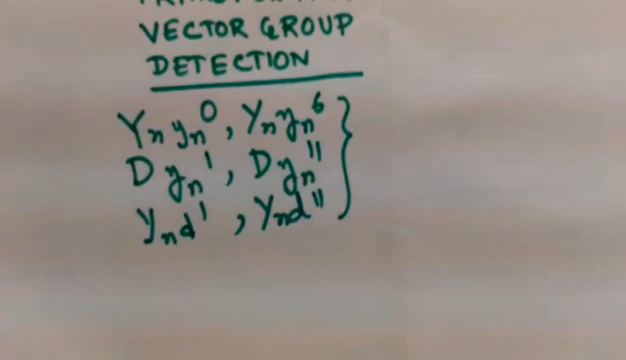 VECTOR GROUP
DETECTION
Ynyn0, Ynyn6
Dyn1, Dyn11
Ynd1, Ynd11